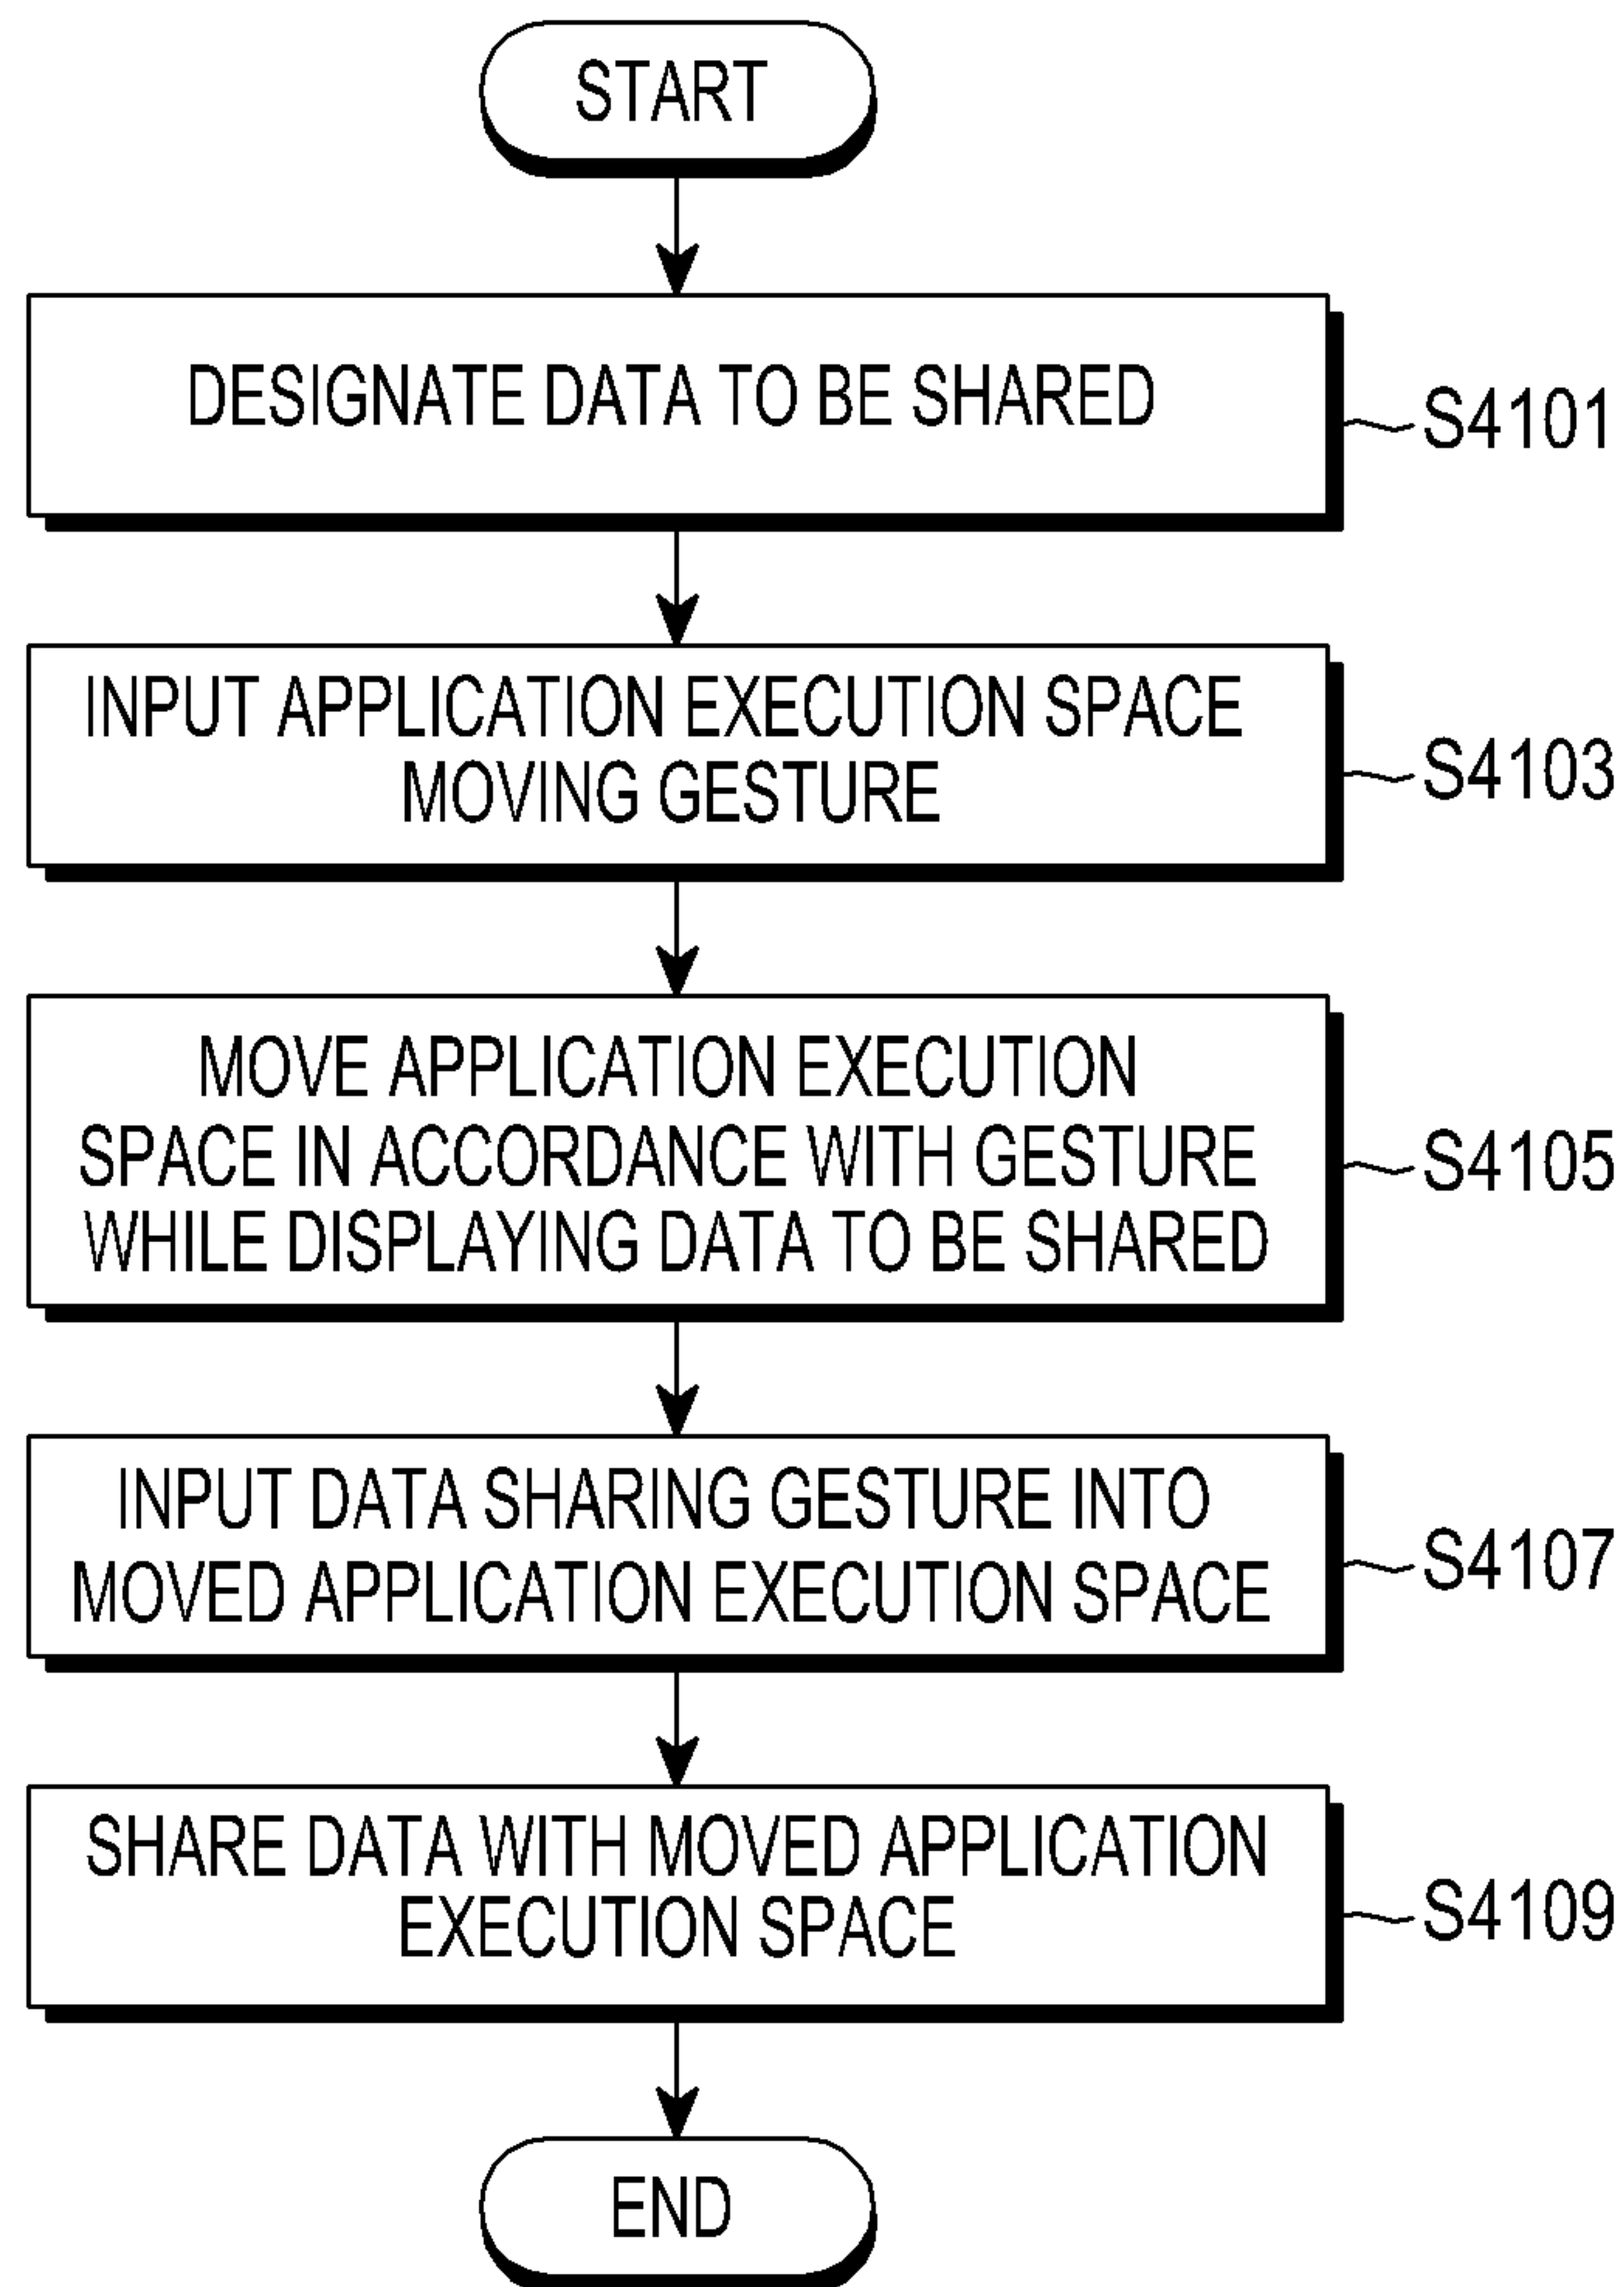 START
DESIGNATE DATA TO BE SHARED
S4101
INPUT APPLICATION EXECUTION SPACE
MOVING GESTURE
S4103
MOVE APPLICATION EXECUTION
SPACE IN ACCORDANCE WITH GESTURE
WHILE DISPLAYING DATA TO BE SHARED
S4105
INPUT DATA SHARING GESTURE INTO
MOVED APPLICATION EXECUTION SPACE
S4107
SHARE DATA WITH MOVED APPLICATION
EXECUTION SPACE
S4109
END